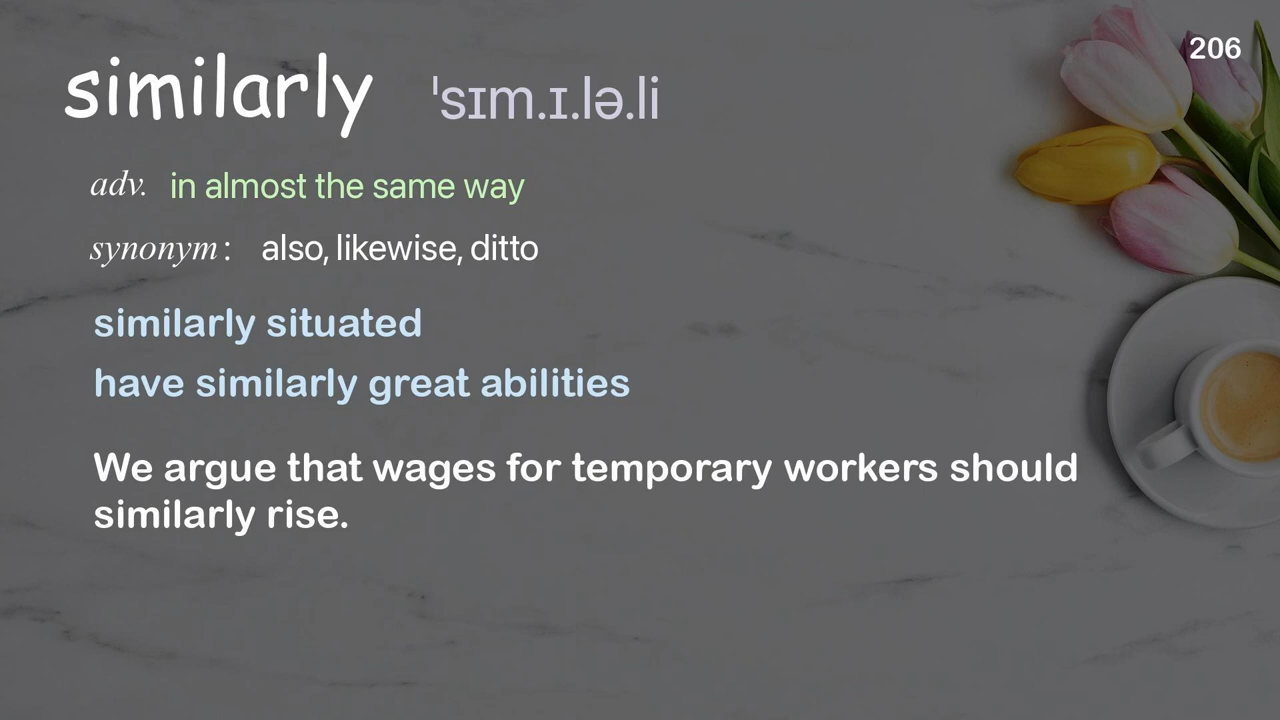 206
similarly ˈsɪm.ɪ.lə.li
adv. in almost the same way
synonym: also, likewise, ditto
similarly situated
have similarly great abilities
We argue that wages for temporary workers should
similarly rise.